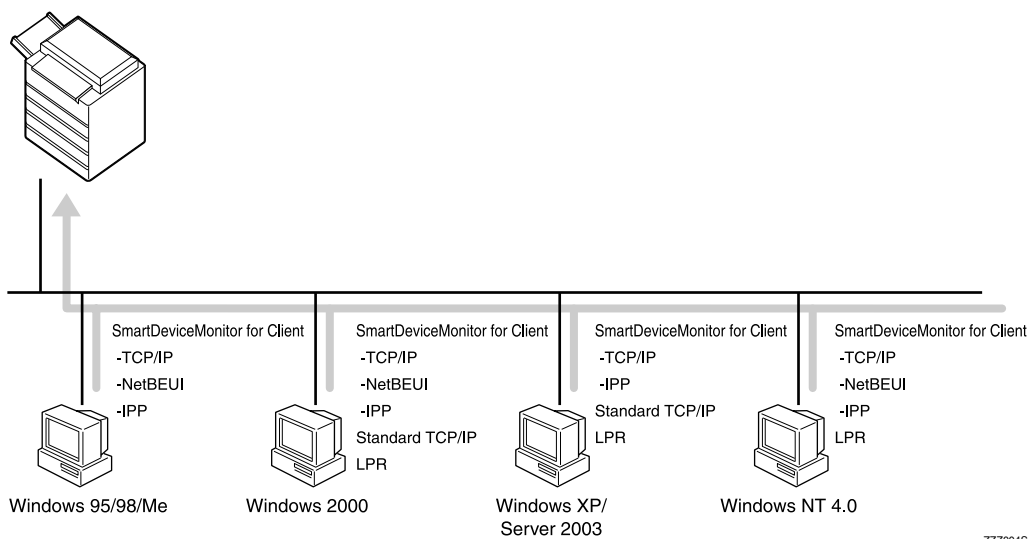 SmartDeviceMonitor for Client
-TCP/IP
-NetBEUI
-IPP
Windows 95/98/Me
SmartDeviceMonitor for Client
-TCP/IP
-NetBEUI
-IPP
Standard TCP/IP
LPR
Windows 2000
SmartDeviceMonitor for Client
-TCP/IP
-IPP
Standard TCP/IP
LPR
Windows XP/
Server 2003
SmartDeviceMonitor for Client
-TCP/IP
-NetBEUI
-IPP
LPR
Windows NT 4.0